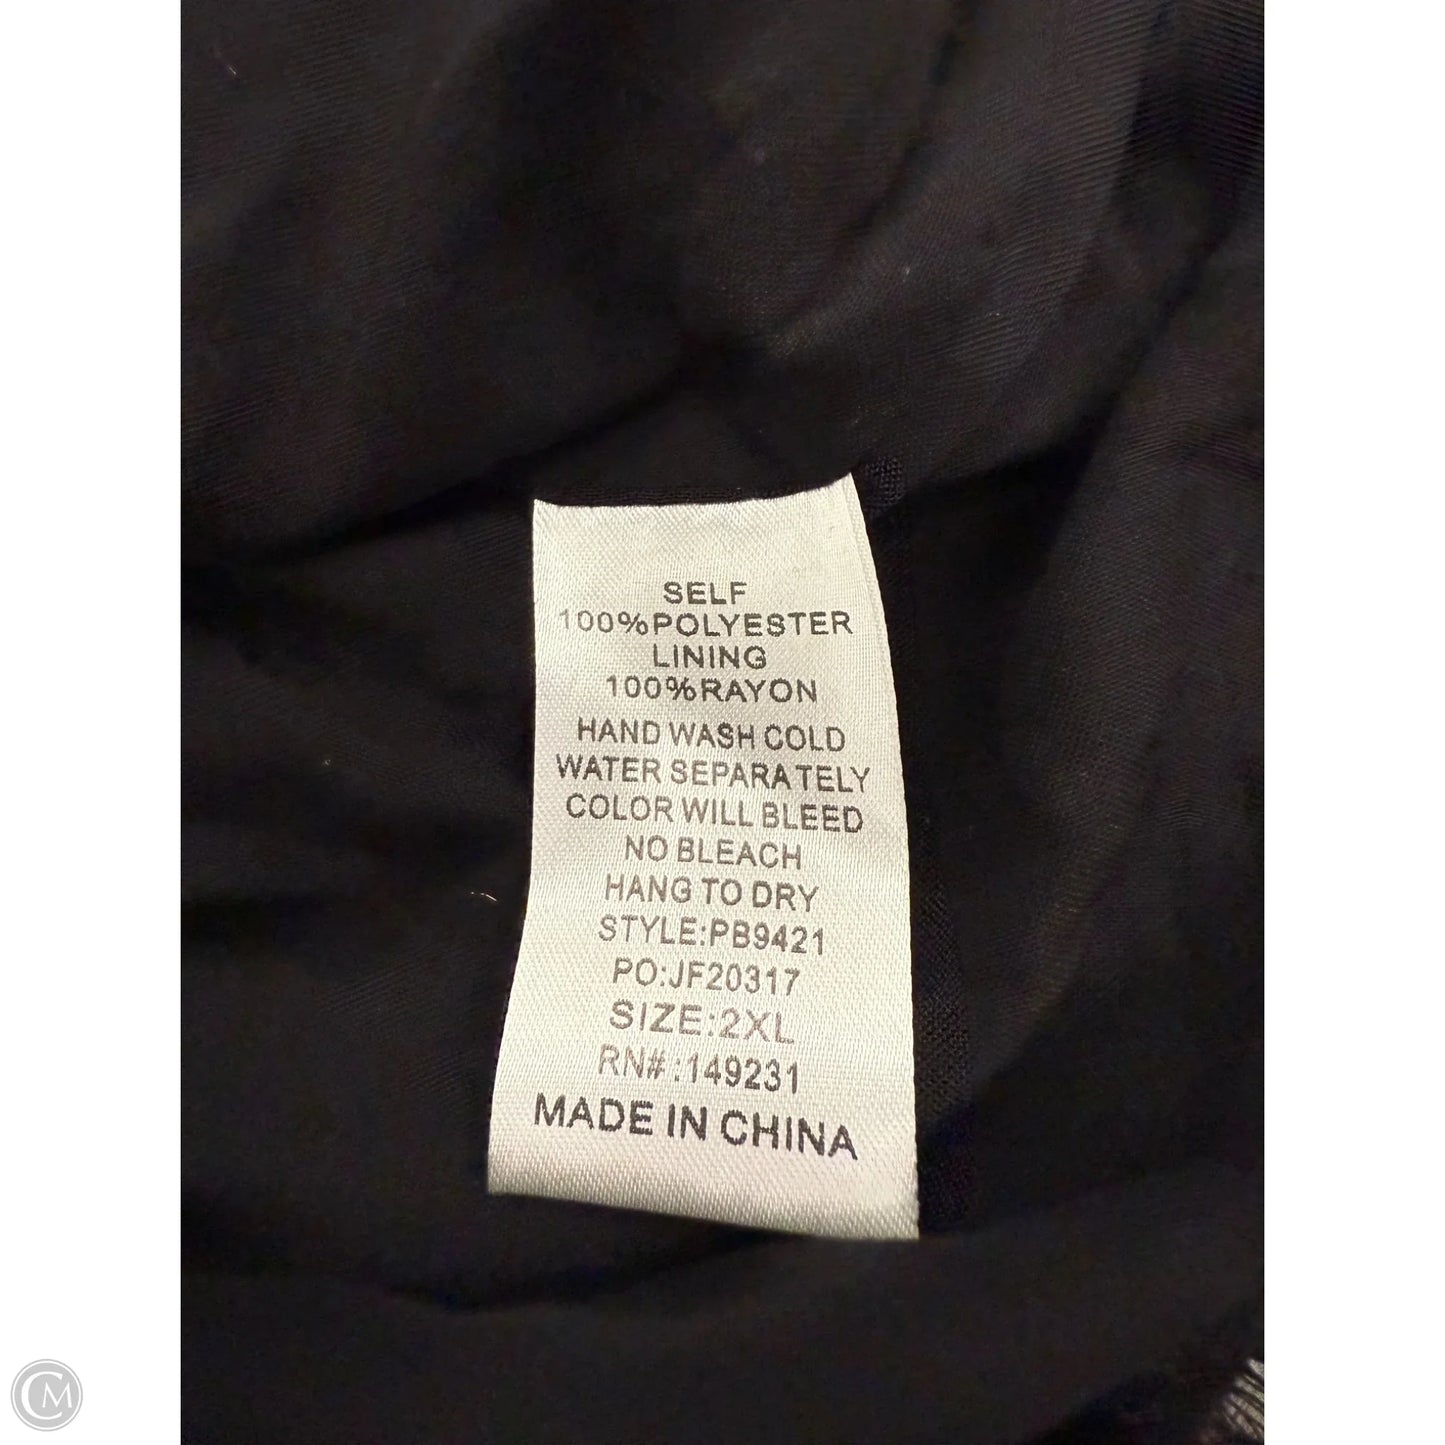 SELF
100%POLYESTER
LINING
100%RAYON
HAND WASH COLD
WATER SEPARATELY
COLOR WILL BLEED
NO BLEACH
HANG TO DRY
STYLE:PB9421
PO:JF20317
SIZE:2XL
RN#:149231
MADE IN CHINA
CM